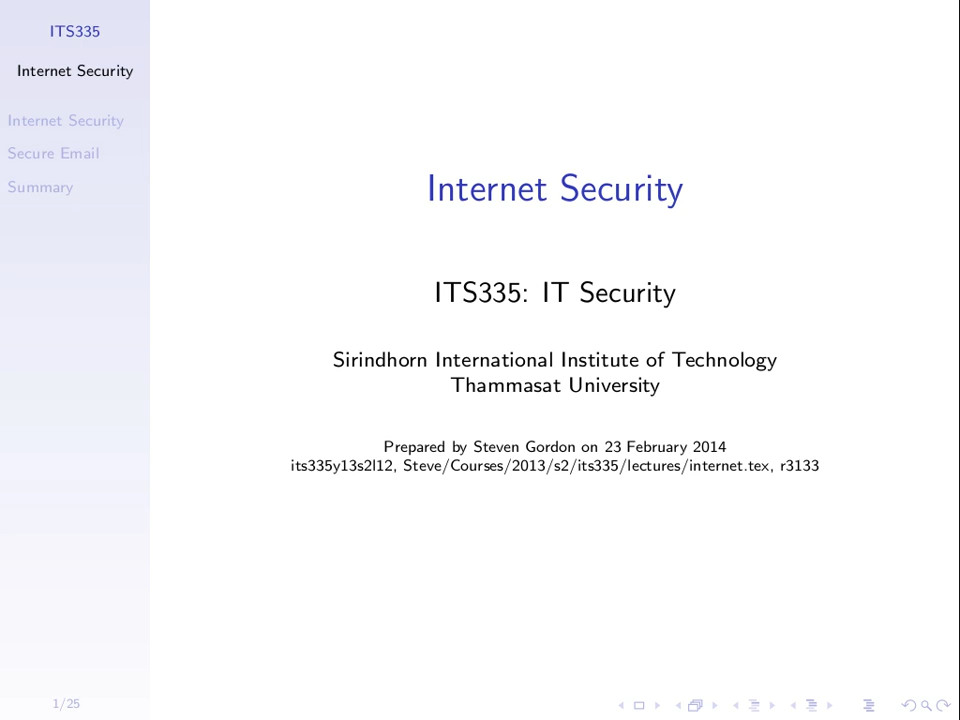 ITS335
Internet Security
Internet Security
Secure Email
Summary
Internet Security
ITS335: IT Security
Sirindhorn International Institute of Technology
Thammasat University
Prepared by Steven Gordon on 23 February 2014
its335y13s2l12, Steve/Courses/2013/s2/its335/lectures/internet.tex, r3133
1/25